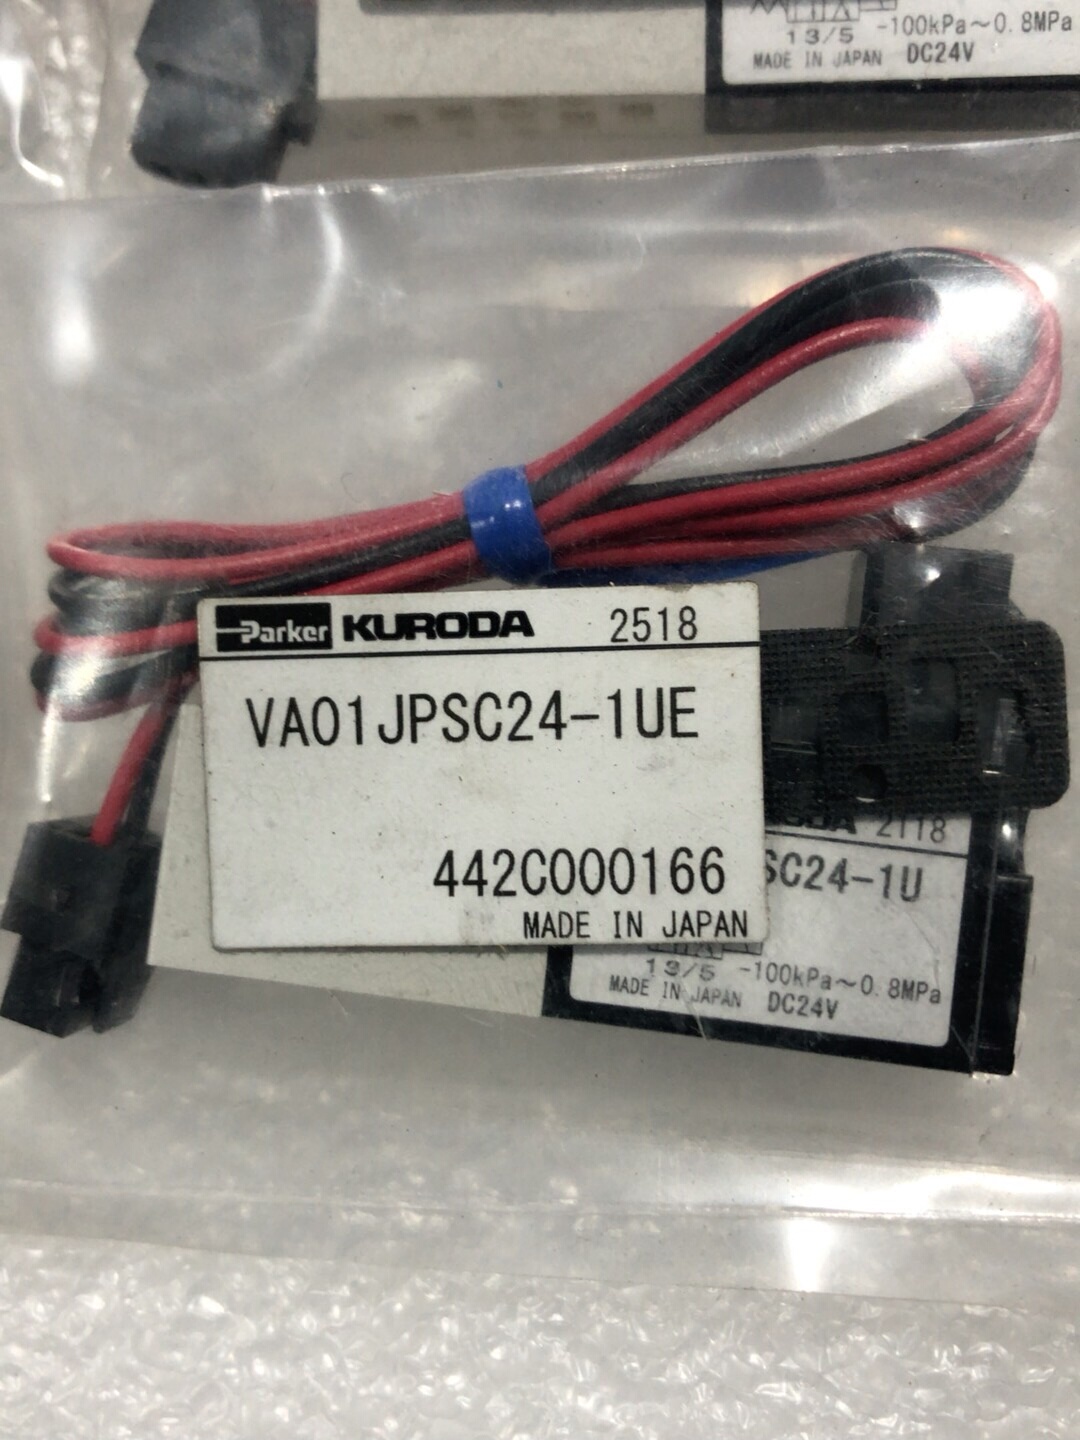 13/5 -100kPa~0.8MPa
MADE IN JAPAN DC24V
Parker KURODA 2518
VA01JPSC24-1UE
442C000166
MADE IN JAPAN
2118
SC24-1U
13/5 -100kPa~0.8MPa
MADE IN JAPAN DC24V